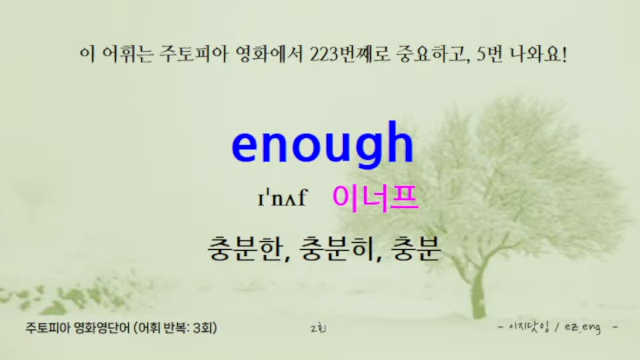 이 어휘는 주토피아 영화에서 223번째로 중요하고, 5번 나와요!
enough
ɪˈnʌf 이너프
충분한, 충분히, 충분
주토피아 영화영단어 (어휘 반복: 3회) 2회 - 이지닷잉 / ez.eng -